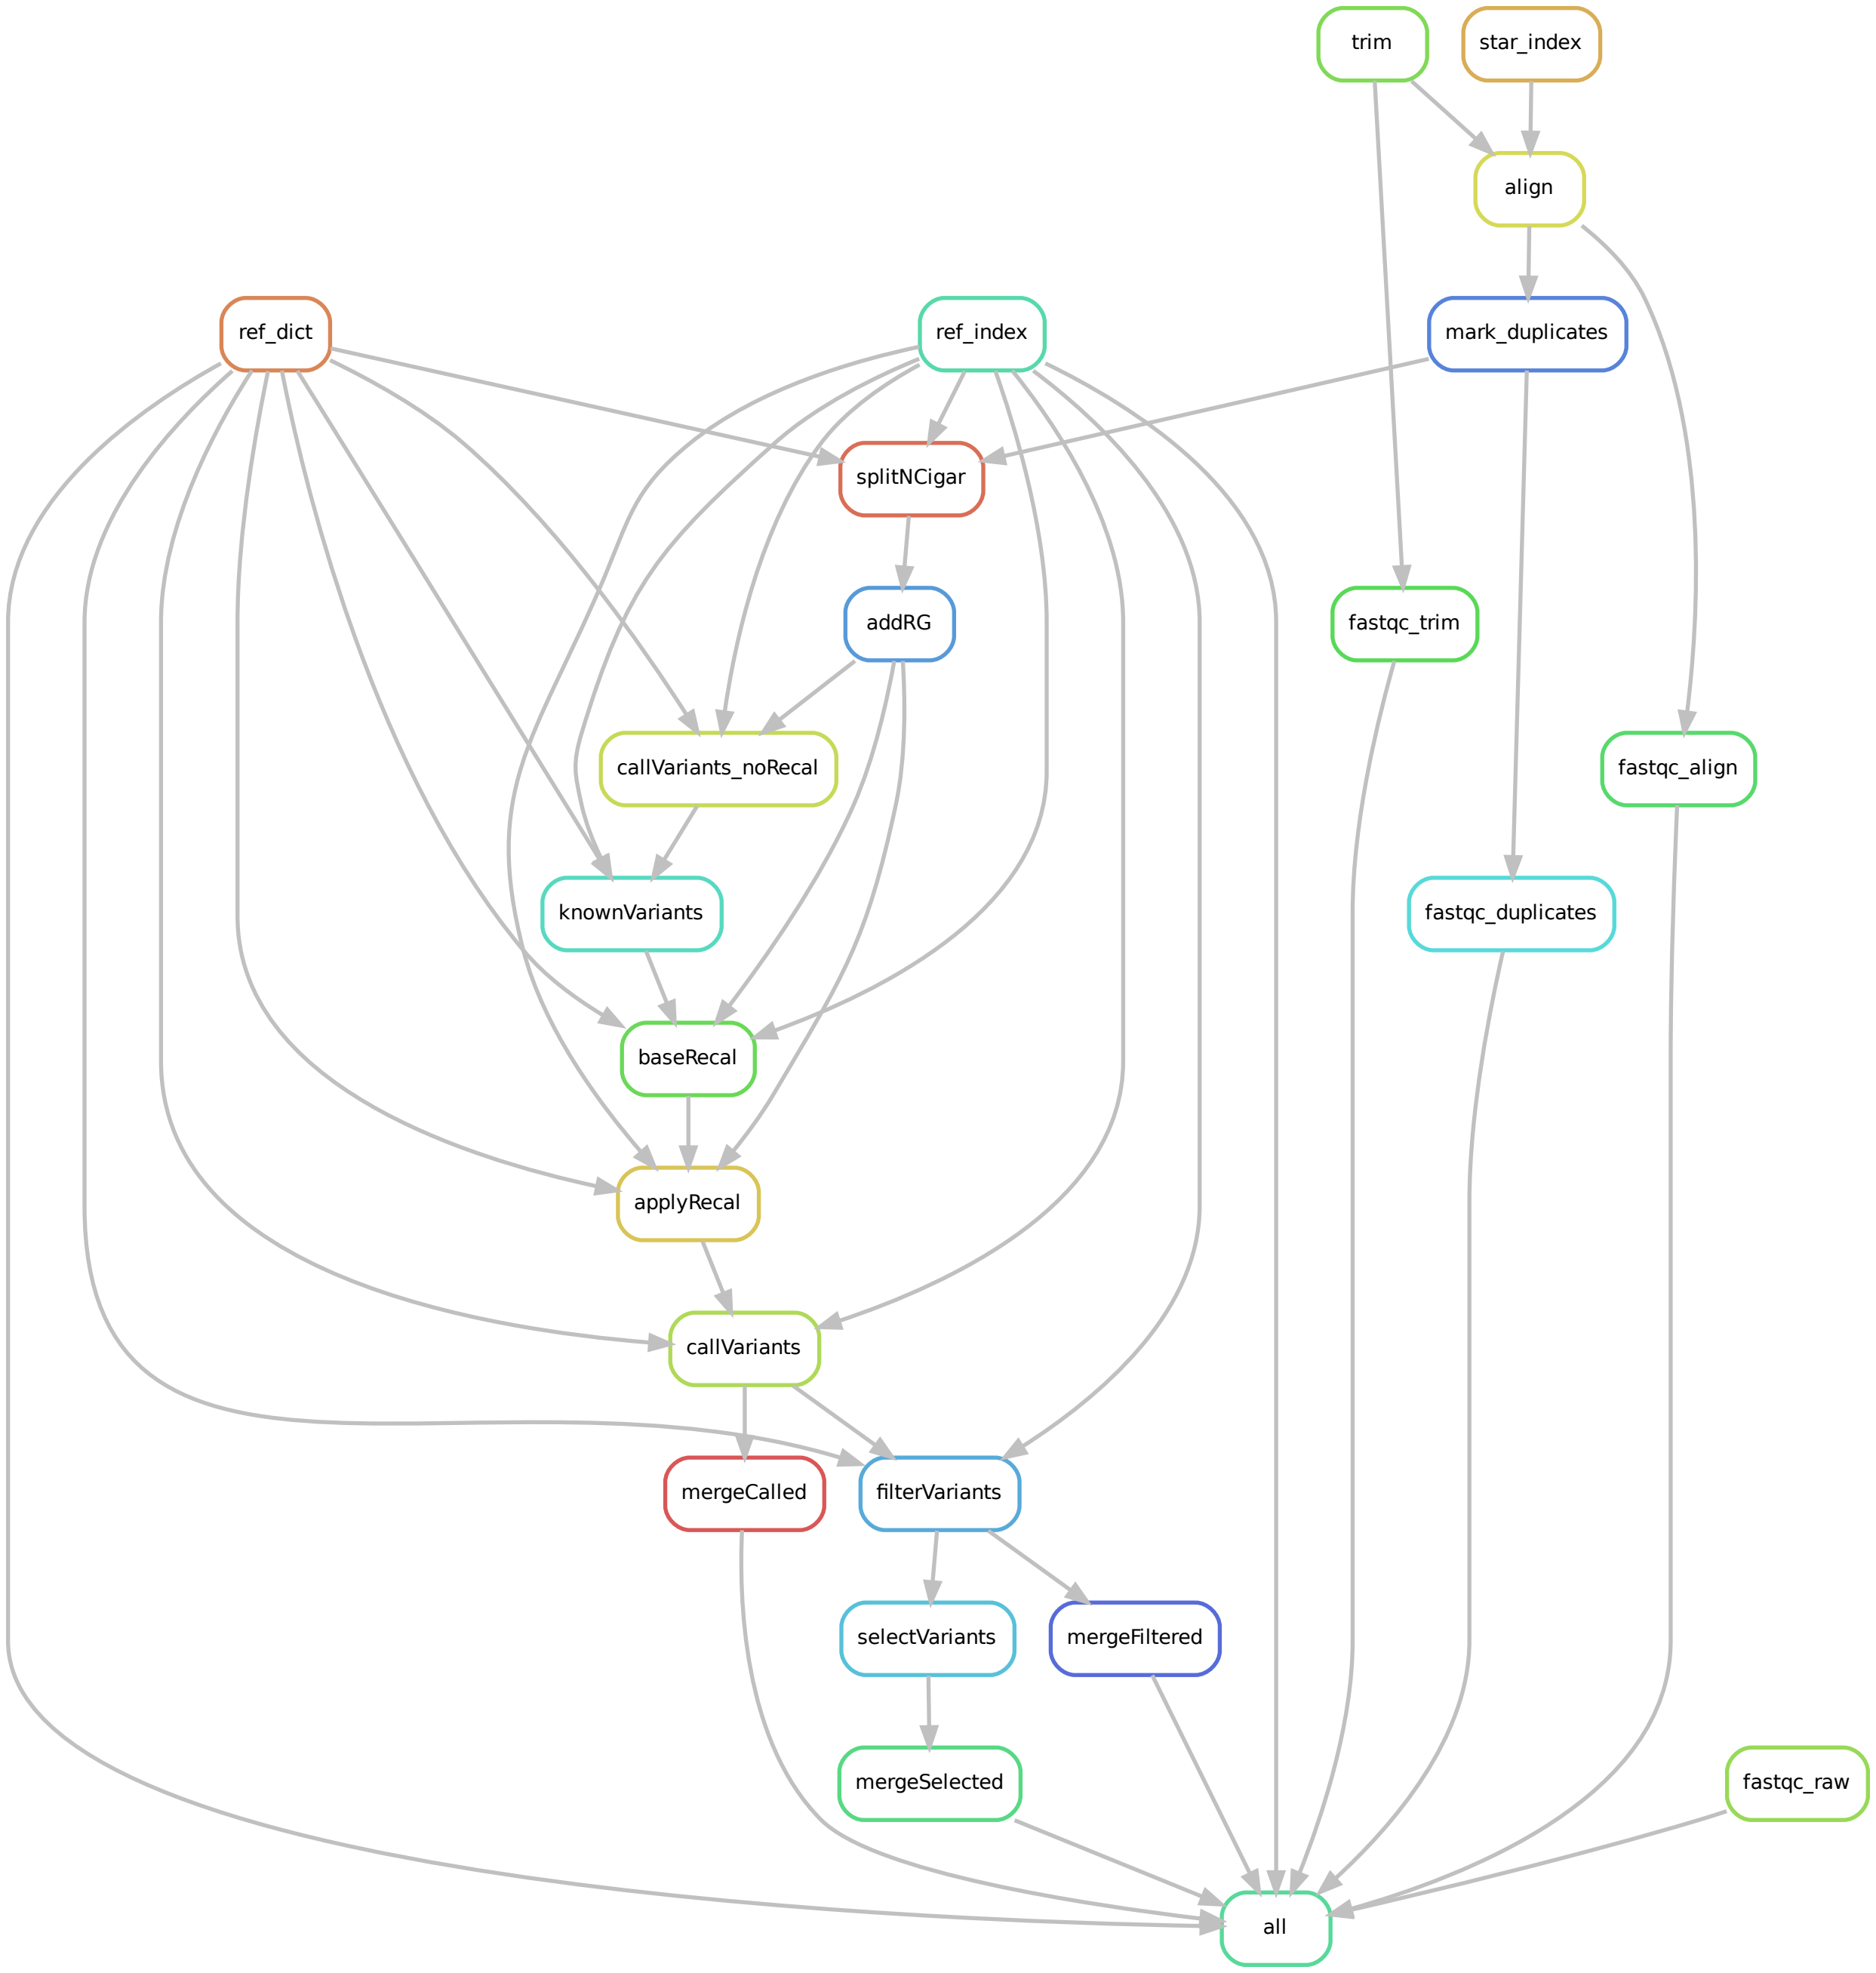 trim
star_index
align
ref_dict
ref_index
mark_duplicates
splitNCigar
addRG
fastqc_trim
callVariants_noRecal
fastqc_align
knownVariants
fastqc_duplicates
baseRecal
applyRecal
callVariants
mergeCalled
filterVariants
selectVariants
mergeFiltered
mergeSelected
fastqc_raw
all